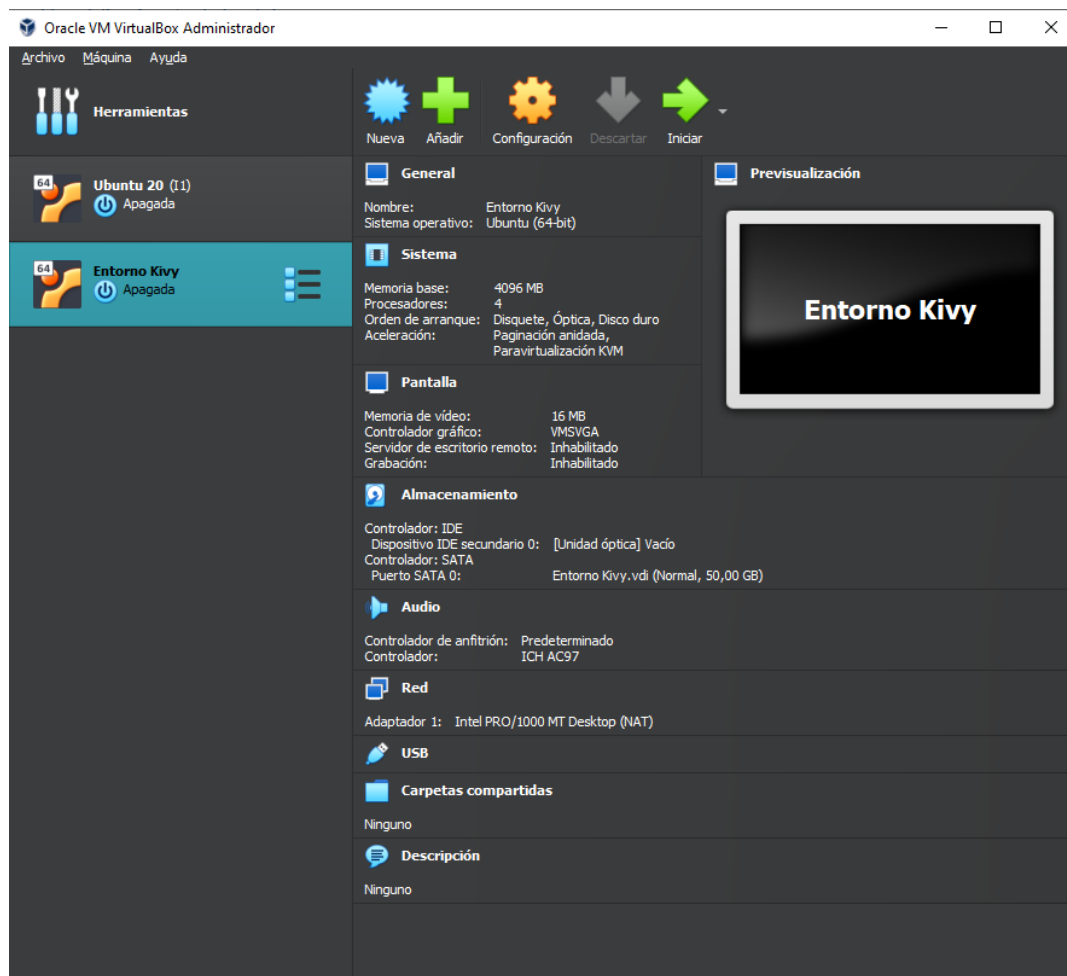 Oracle VM VirtualBox Administrador
Archivo Máquina Ayuda
Herramientas
Nueva Añadir Configuración Descartar Iniciar
64
Ubuntu 20 (I1)
Apagada
64
Entorno Kivy
Apagada
General
Nombre: Entorno Kivy
Sistema operativo: Ubuntu (64-bit)
Previsualización
Entorno Kivy
Sistema
Memoria base: 4096 MB
Procesadores: 4
Orden de arranque: Disquete, Óptica, Disco duro
Aceleración: Paginación anidada,
Paravirtualización KVM
Pantalla
Memoria de vídeo: 16 MB
Controlador gráfico: VMSVGA
Servidor de escritorio remoto: Inhabilitado
Grabación: Inhabilitado
Almacenamiento
Controlador: IDE
Dispositivo IDE secundario 0: [Unidad óptica] Vacío
Controlador: SATA
Puerto SATA 0: Entorno Kivy.vdi (Normal, 50,00 GB)
Audio
Controlador de anfitrión: Predeterminado
Controlador: ICH AC97
Red
Adaptador 1: Intel PRO/1000 MT Desktop (NAT)
USB
Carpetas compartidas
Ninguno
Descripción
Ninguno